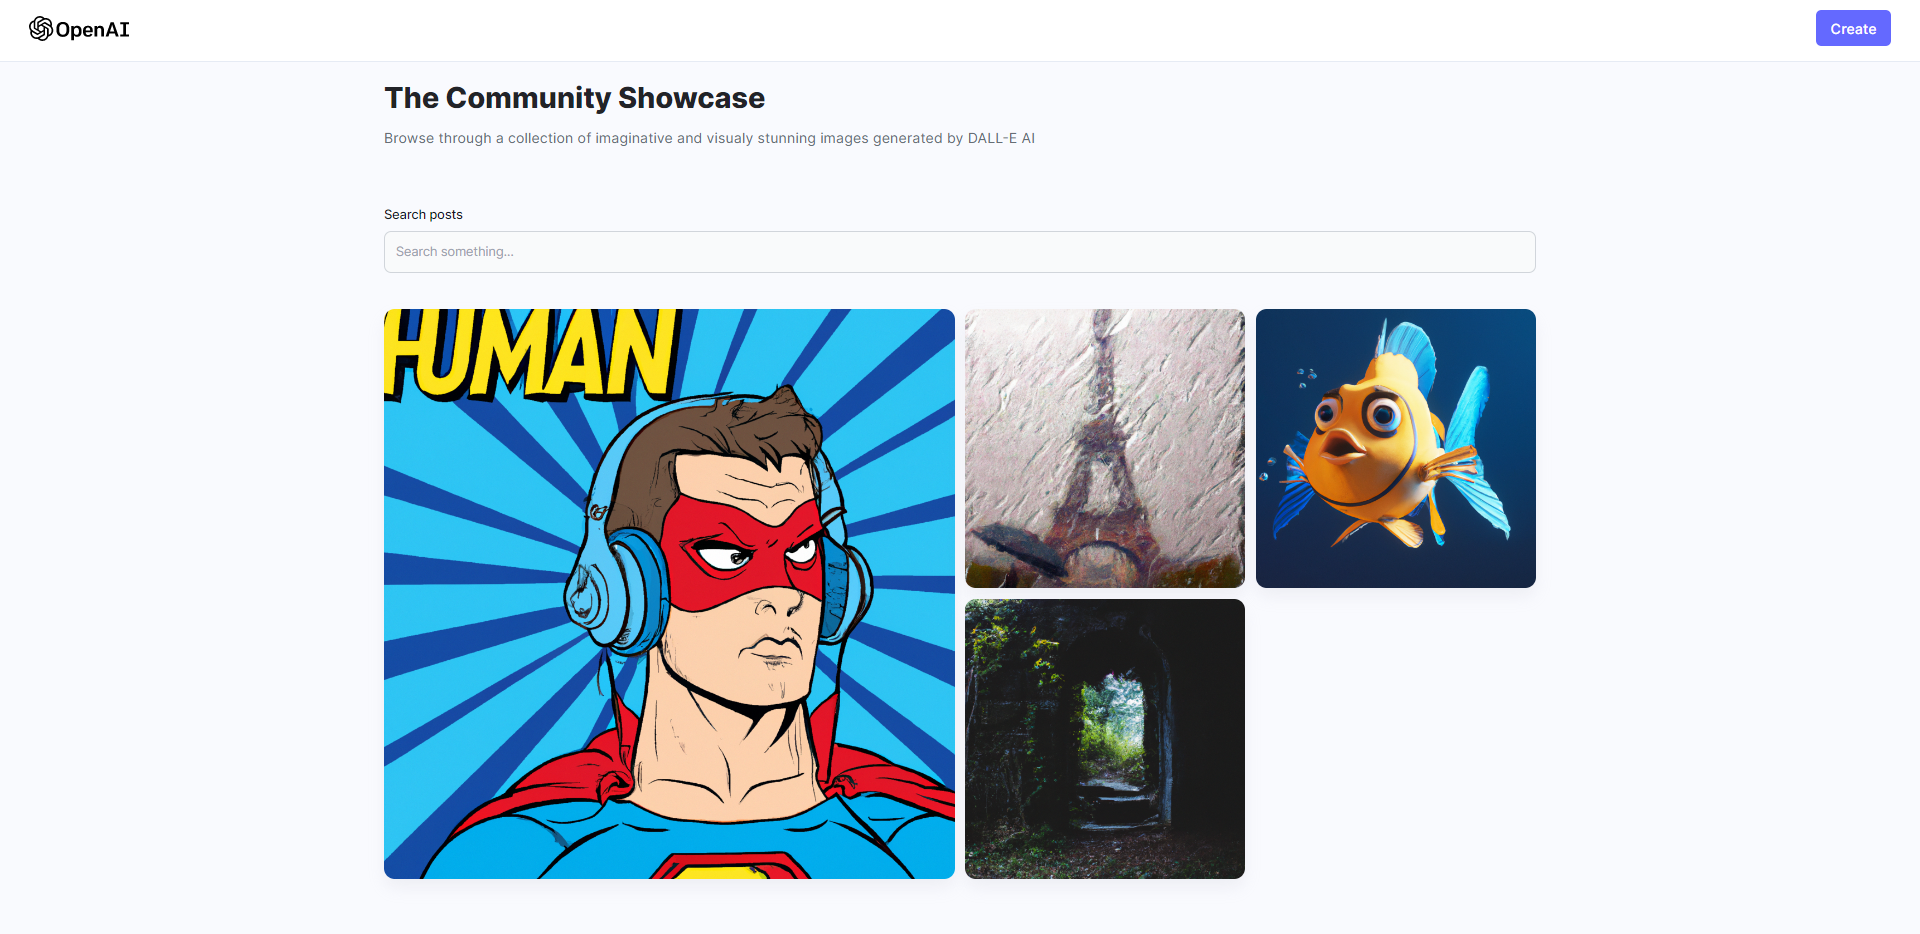 OpenAI
Create
The Community Showcase
Browse through a collection of imaginative and visualy stunning images generated by DALL-E AI
Search posts
Search something...
HUMAN